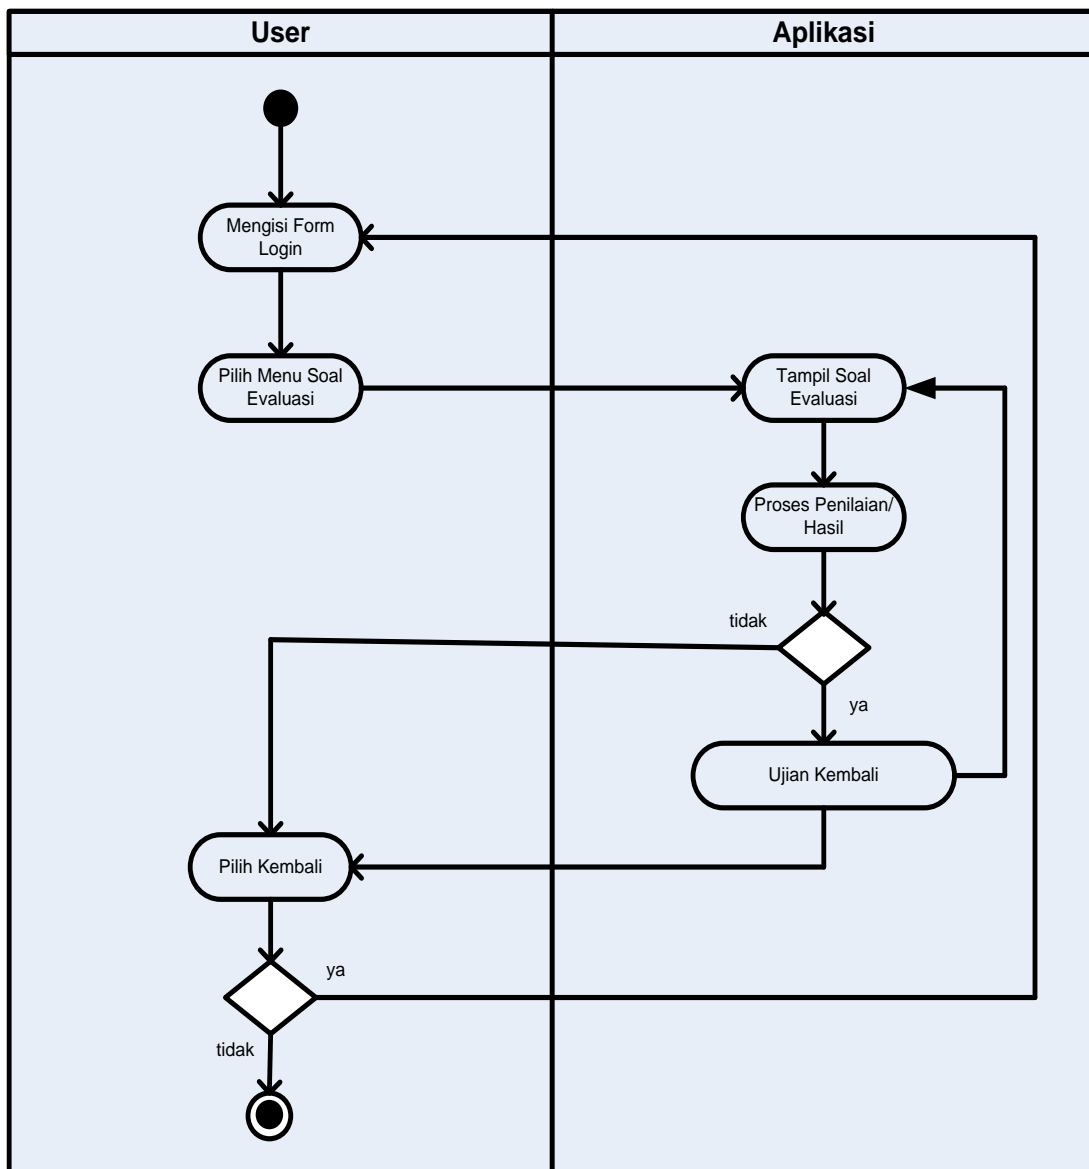 User
Aplikasi
Mengisi Form
Login
Pilih Menu Soal
Evaluasi
Tampil Soal
Evaluasi
Proses Penilaian/
Hasil
tidak
ya
Ujian Kembali
Pilih Kembali
ya
tidak